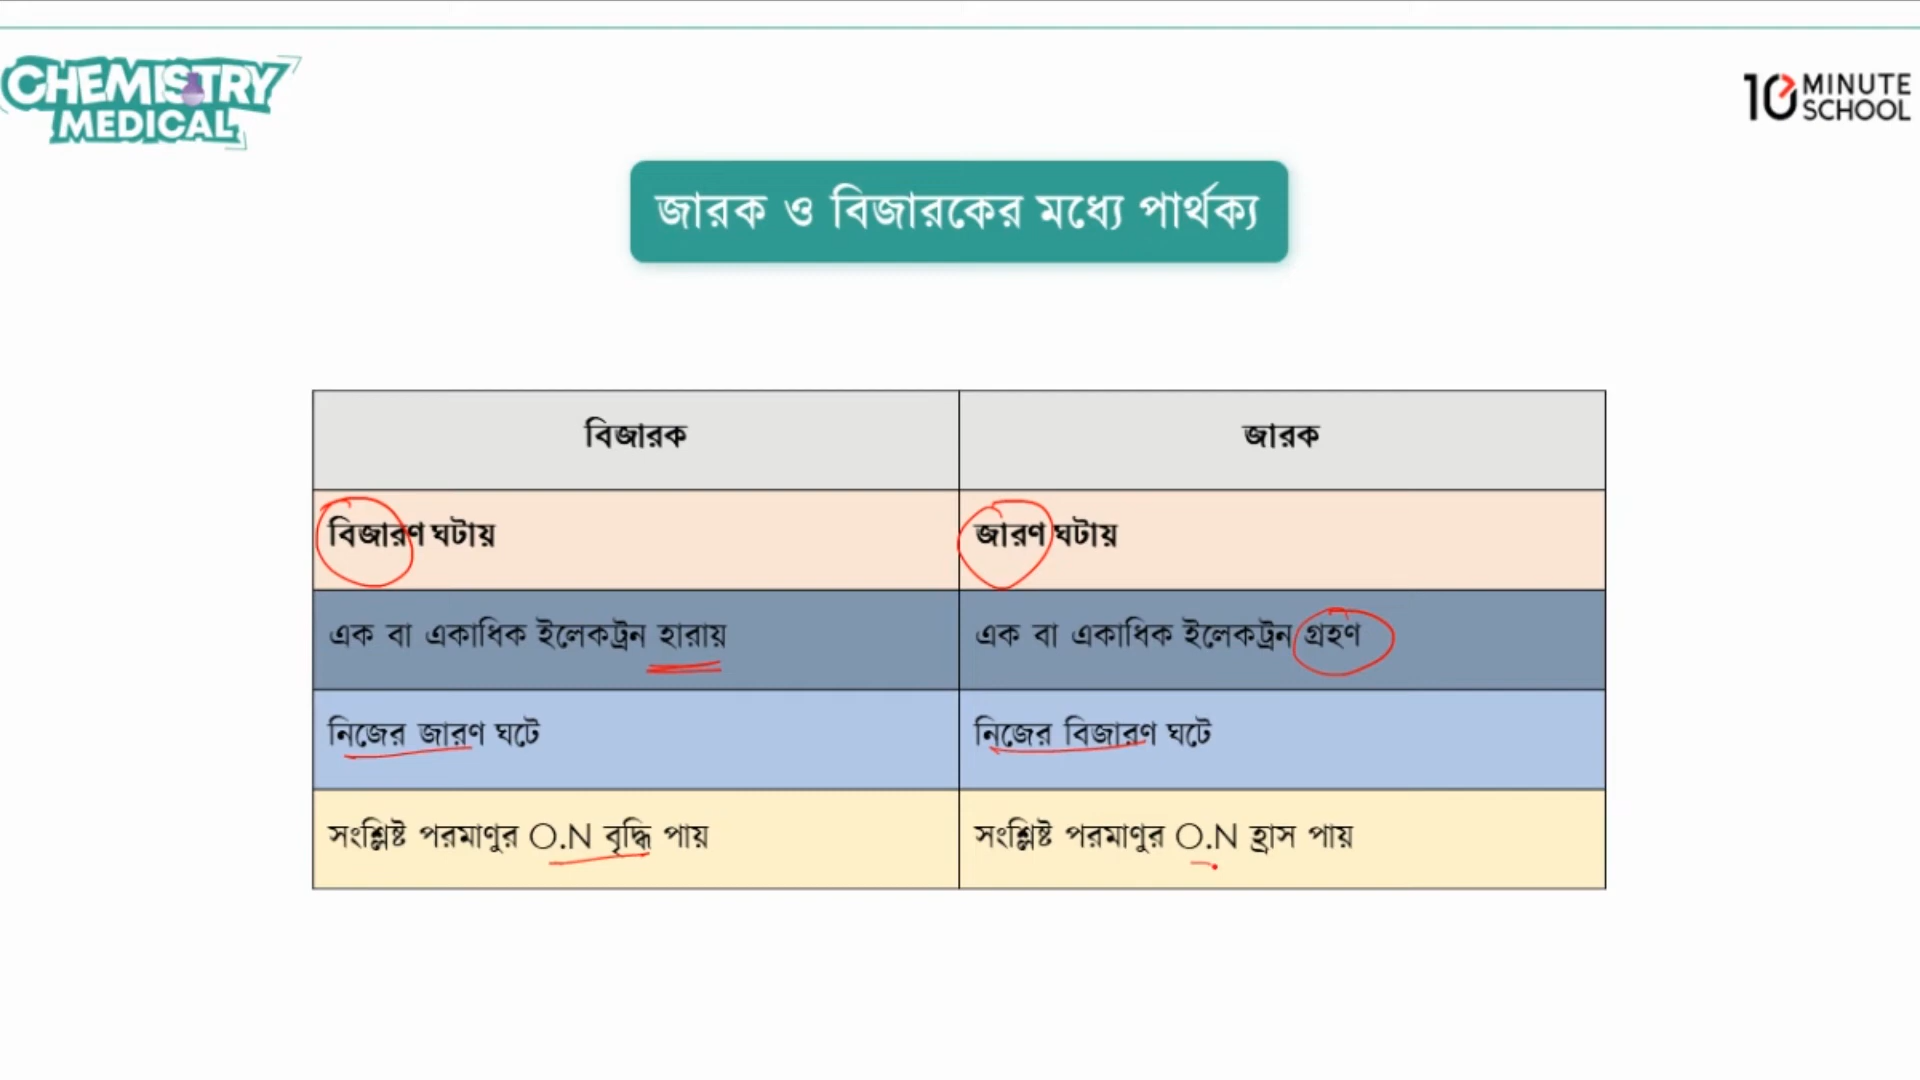 CHEMISTRY
MEDICAL
10 MINUTE
SCHOOL
জারক ও বিজারকের মধ্যে পার্থক্য
বিজারক
জারক
বিজারণ ঘটায়
জারণ ঘটায়
এক বা একাধিক ইলেকট্রন হারায়
এক বা একাধিক ইলেকট্রন গ্রহণ
নিজের জারণ ঘটে
নিজের বিজারণ ঘটে
সংশ্লিষ্ট পরমাণুর O.N বৃদ্ধি পায়
সংশ্লিষ্ট পরমাণুর O.N হ্রাস পায়